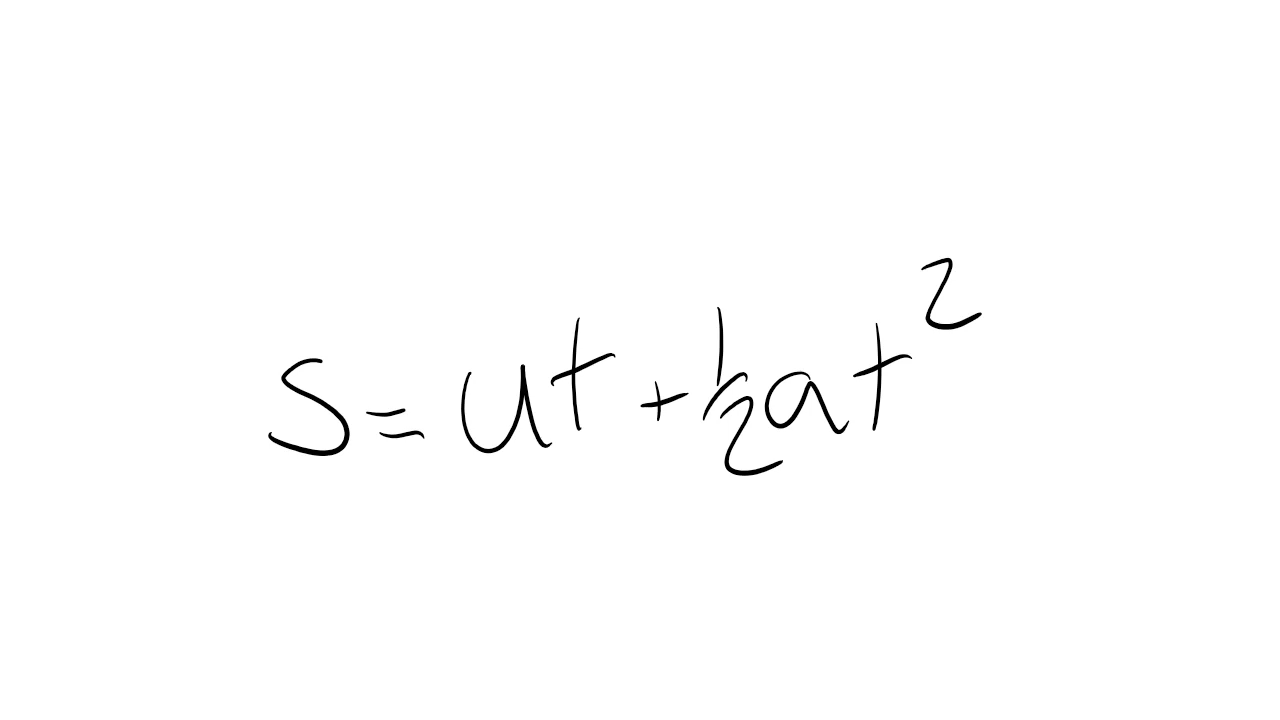 s = ut + ½at²